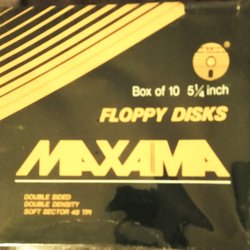 Box of 10 5¼ inch
FLOPPY DISKS
MAXAMA
DOUBLE SIDED
DOUBLE DENSITY
SOFT SECTOR 48 TPI